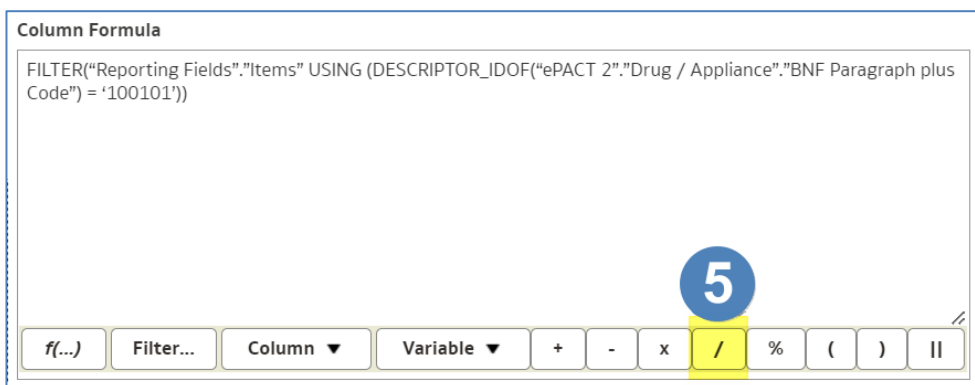 Column Formula
FILTER(“Reporting Fields”.”Items” USING (DESCRIPTOR_IDOF(“ePACT 2”.”Drug / Appliance”.”BNF Paragraph plus
Code”) = ‘100101’))
5
f(...) Filter... Column ▼ Variable ▼ + - x / % ( ) ||